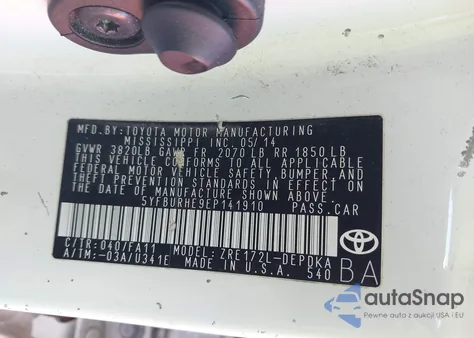 MFD.BY:TOYOTA MOTOR MANUFACTURING
MISSISSIPPI INC. 05/14
GVWR 3820LB GAWR FR 2070LB RR 1850LB
THIS VEHICLE CONFORMS TO ALL APPLICABLE
FEDERAL MOTOR VEHICLE SAFETY, BUMPER, AND
THEFT PREVENTION STANDARDS IN EFFECT ON
THE DATE OF MANUFACTURE SHOWN ABOVE.
5YFBURHE9EP141910 PASS.CAR
C/TR:040/FA11 MODEL:ZRE172L-DEPDKA
A/TM:-03A/U341E MADE IN U.S.A. 540
BA
TOYOTA
autoSnap
Pewne auta z USA i EU